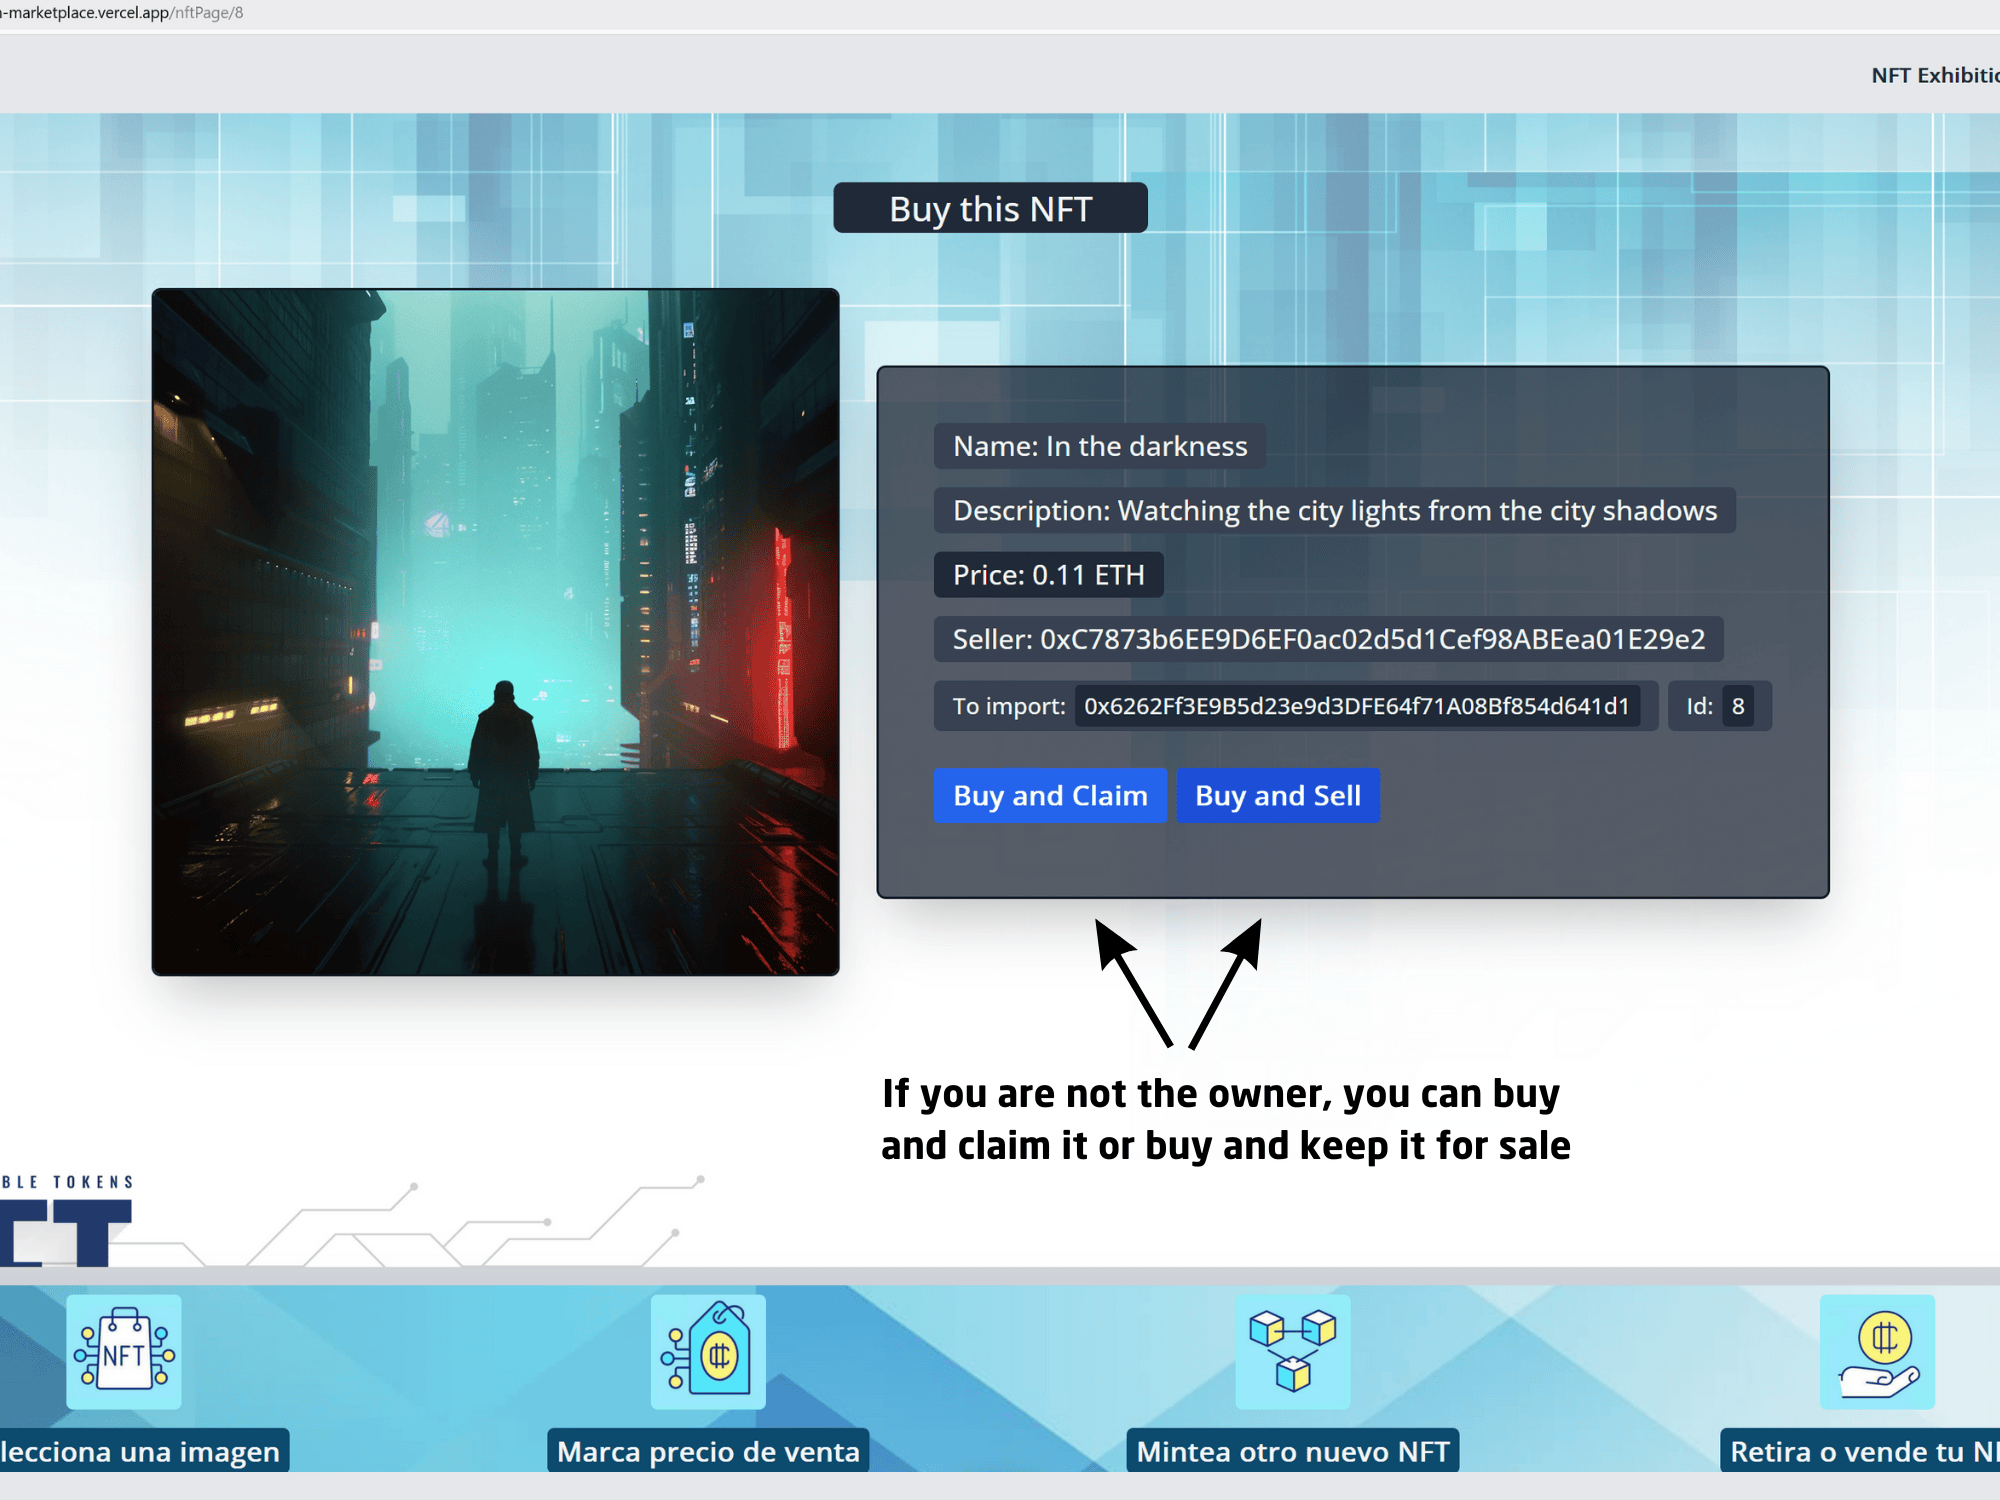 -marketplace.vercel.app/nftPage/8
NFT Exhibitio
Buy this NFT
Name: In the darkness
Description: Watching the city lights from the city shadows
Price: 0.11 ETH
Seller: 0xC7873b6EE9D6EF0ac02d5d1Cef98ABEea01E29e2
To import: 0x6262Ff3E9B5d23e9d3DFE64f71A08Bf854d641d1 Id: 8
Buy and Claim Buy and Sell
If you are not the owner, you can buy
and claim it or buy and keep it for sale
BLE TOKENS
FT
NFT
lecciona una imagen
Marca precio de venta
Mintea otro nuevo NFT
Retira o vende tu NF